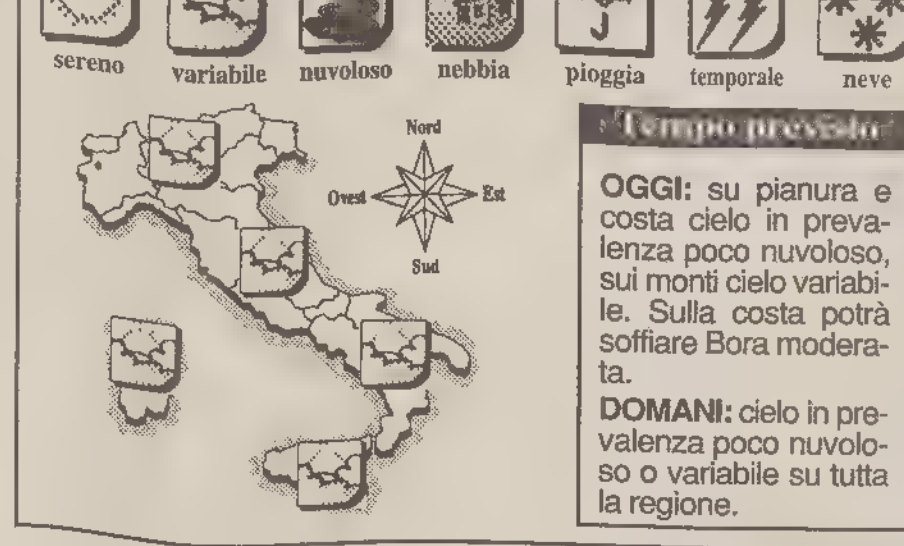 sereno variabile nuvoloso nebbia pioggia temporale neve
Nord
Ovest Est
Sud
Tempo previsto
OGGI: su pianura e
costa cielo in preva-
lenza poco nuvoloso,
sui monti cielo variabi-
le. Sulla costa potrà
soffiare Bora modera-
ta.
DOMANI: cielo in pre-
valenza poco nuvolo-
so o variabile su tutta
la regione.